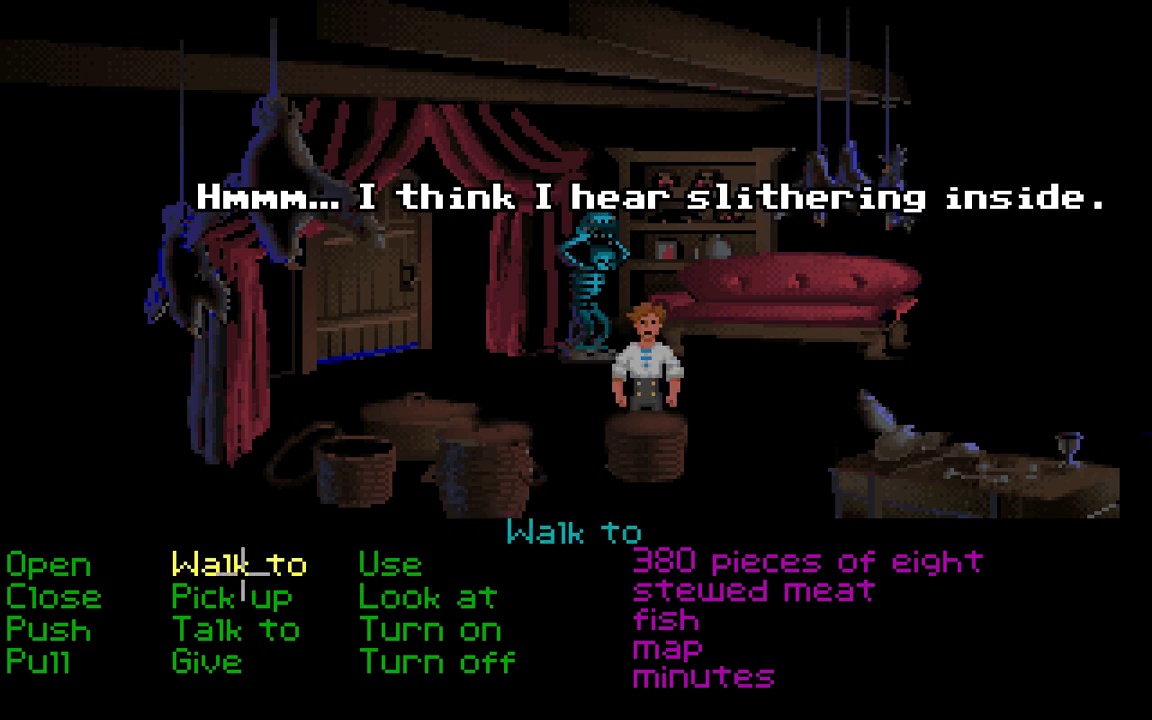 Hmmm... I think I hear slithering inside.
Walk to
Open Walk to Use 380 pieces of eight
Close Pick up Look at stewed meat
Push Talk to Turn on fish
Pull Give Turn off map
minutes